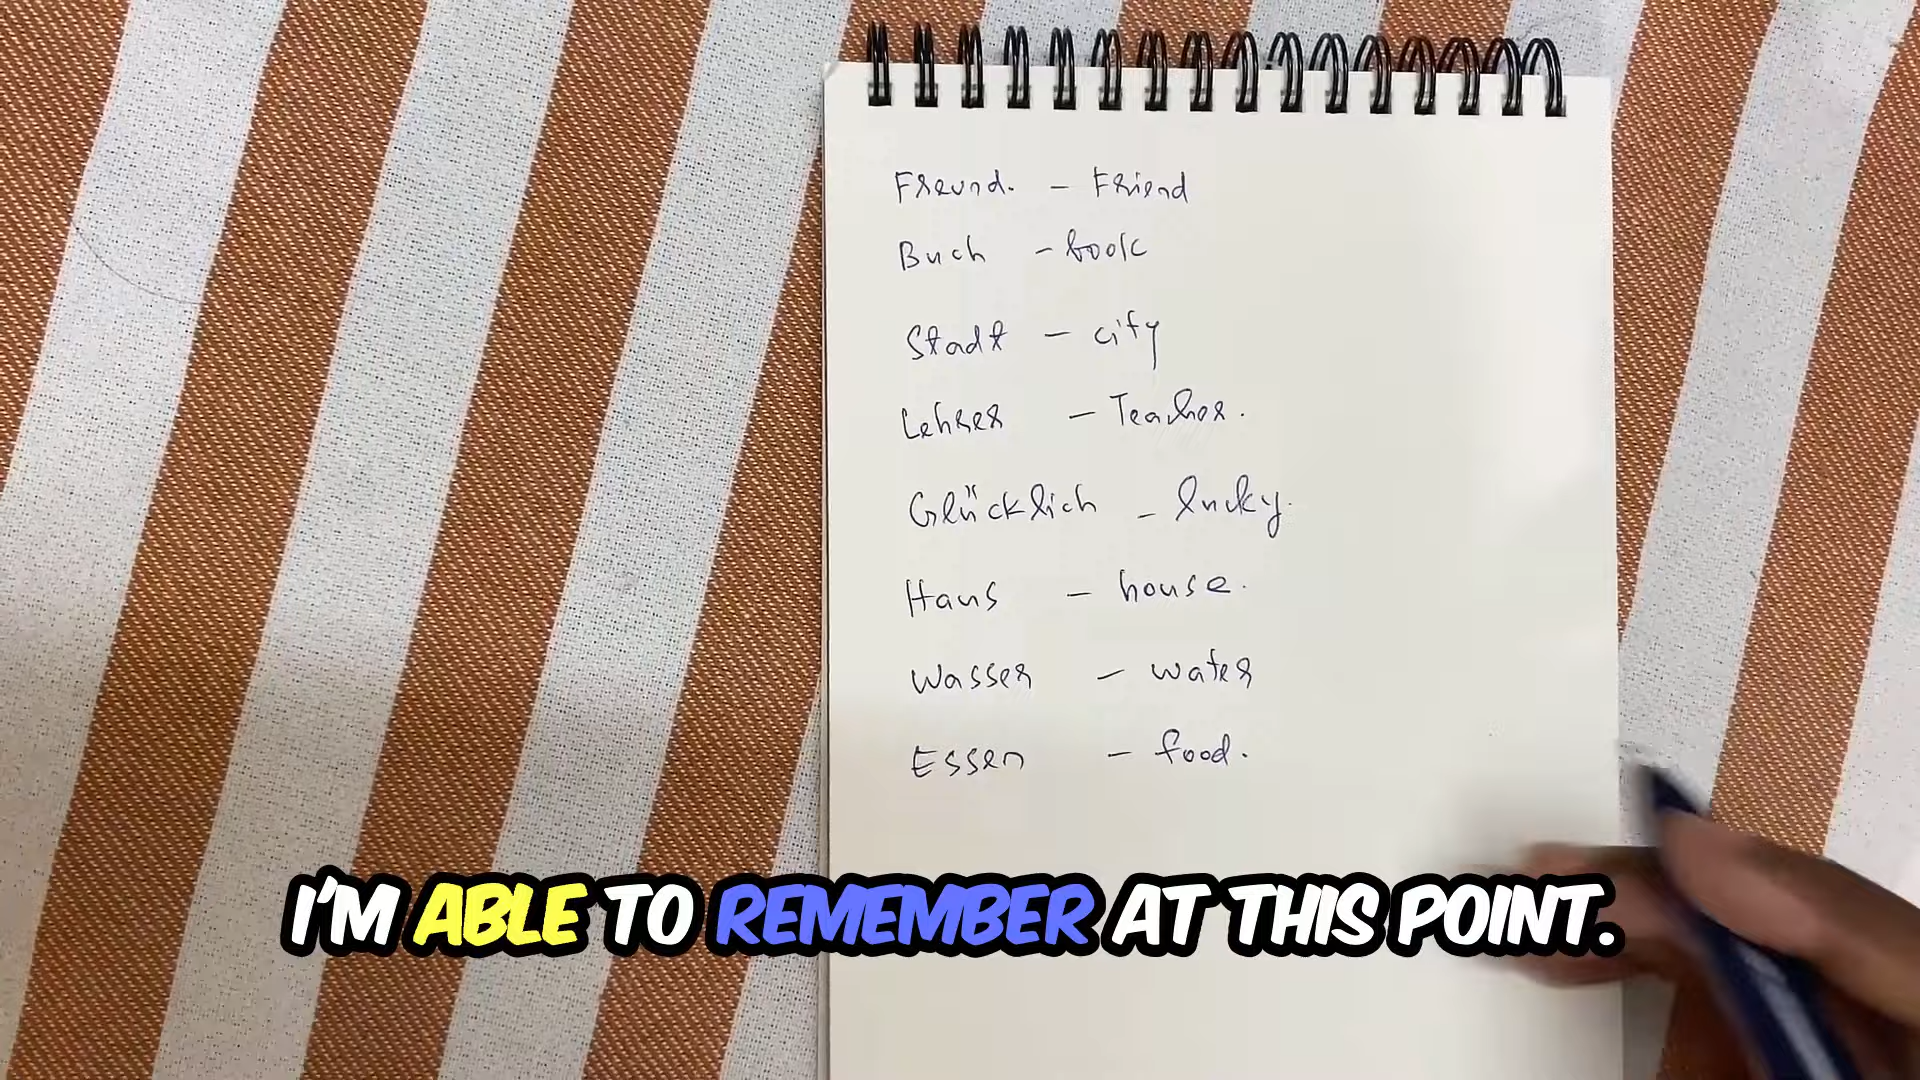 Freund. - Friend
Buch - book
Stadt - city
Lehrer - Teacher.
Glücklich - lucky.
Haus - house.
Wasser - water
Essen - food.
I'M ABLE TO REMEMBER AT THIS POINT.